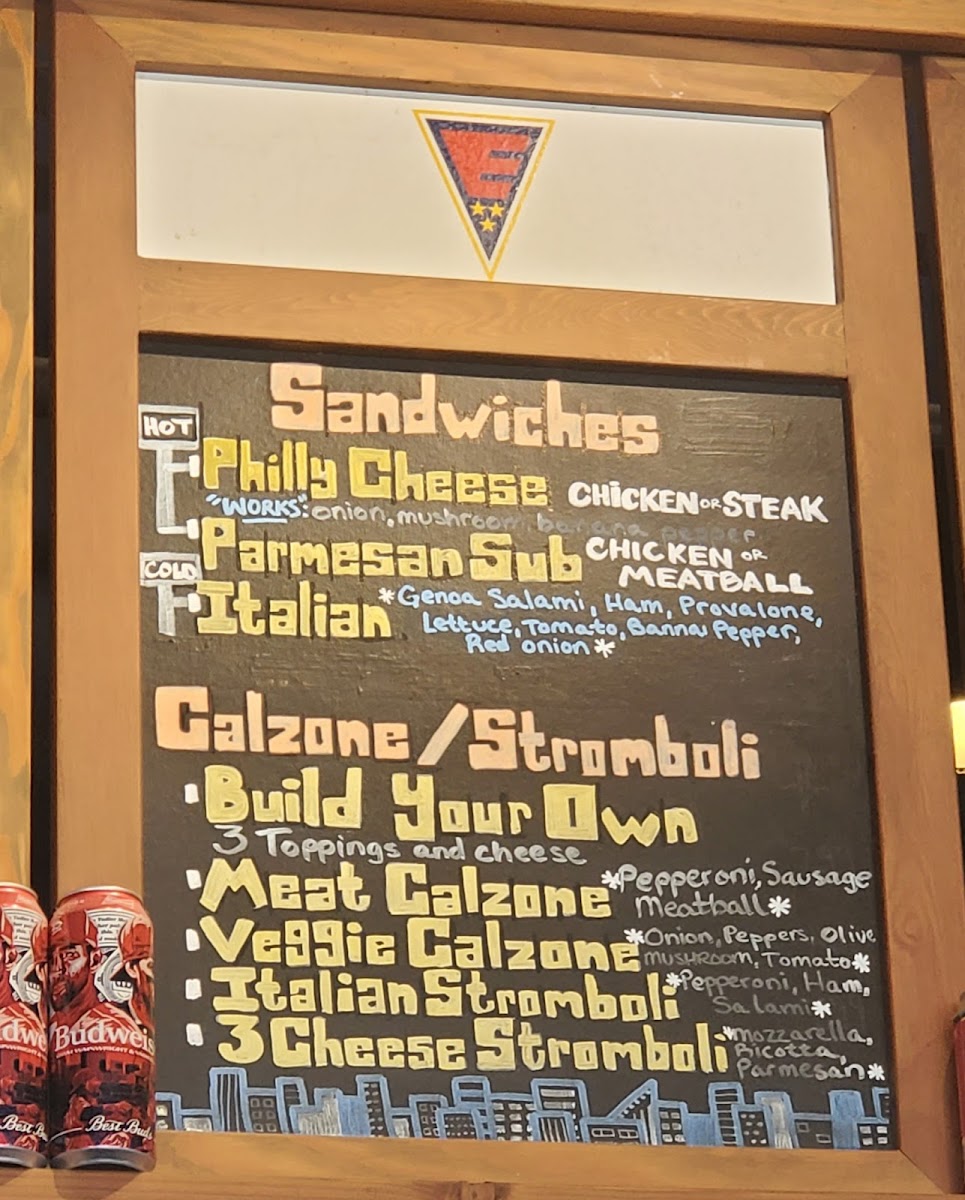 E
Sandwiches
HOT
Philly Cheese CHiCKEN OR STEAK
"WORKS": onion, mushroom, banana pepper
Parmesan Sub CHICKEN OR
MEATBALL
COLD
Italian *Genoa Salami, Ham, Provalone,
Lettuce, Tomato, Banna Pepper,
Red onion*
Calzone/Stromboli
Build Your Own
3 Toppings and cheese
Meat Calzone *Pepperoni, Sausage
Meatball*
Veggie Calzone *Onion, Peppers, Olive
MUSHROOM, Tomato*
Italian Stromboli *Pepperoni, Ham,
Salami*
3 Cheese Stromboli *mozzarella,
Ricotta,
Parmesan*
Budweis
Best Buds